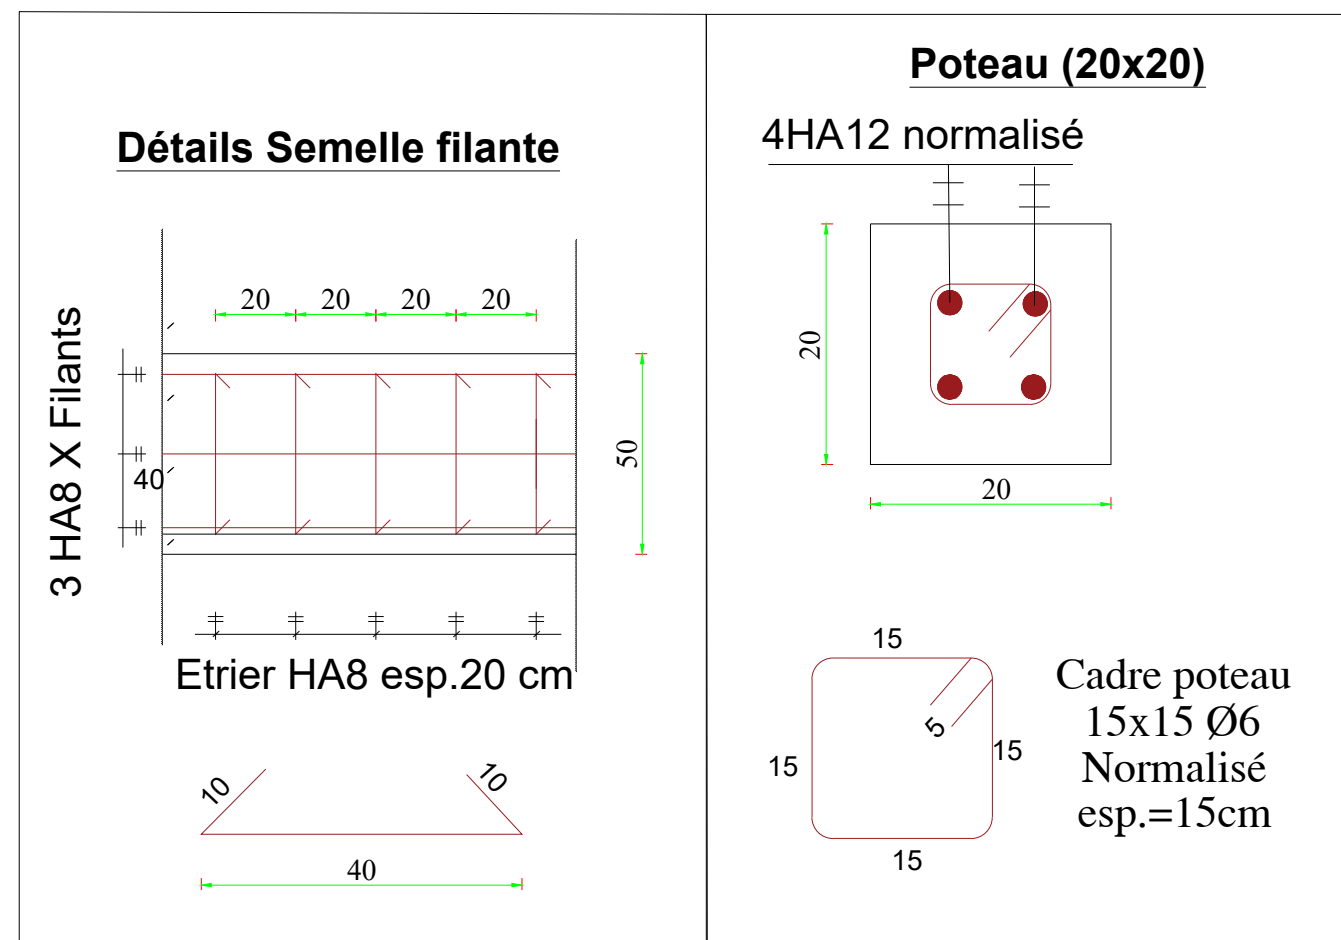 Détails Semelle filante
20 20 20 20
3 HA8 X Filants
40
50
Etrier HA8 esp.20 cm
10 10
40
Poteau (20x20)
4HA12 normalisé
20
20
15
5
15
15
15
Cadre poteau
15x15 Ø6
Normalisé
esp.=15cm